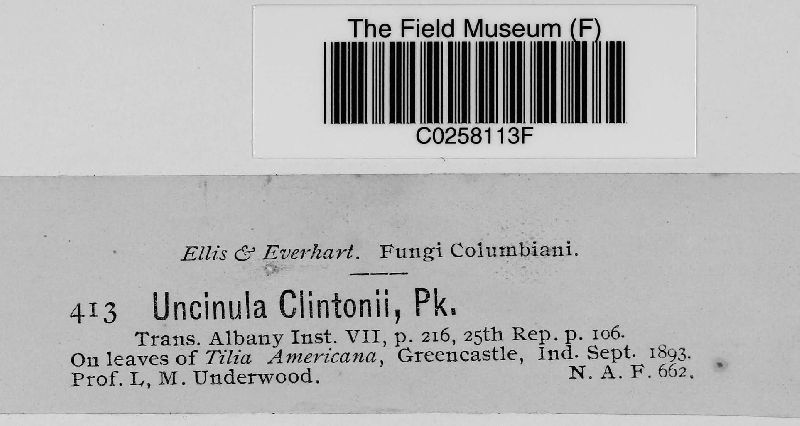 The Field Museum (F)
C0258113F
Ellis & Everhart. Fungi Columbiani.
413 Uncinula Clintonii, Pk.
Trans. Albany Inst. VII, p. 216, 25th Rep. p. 106.
On leaves of Tilia Americana, Greencastle, Ind. Sept. 1893.
Prof. L, M. Underwood. N. A. F. 662.